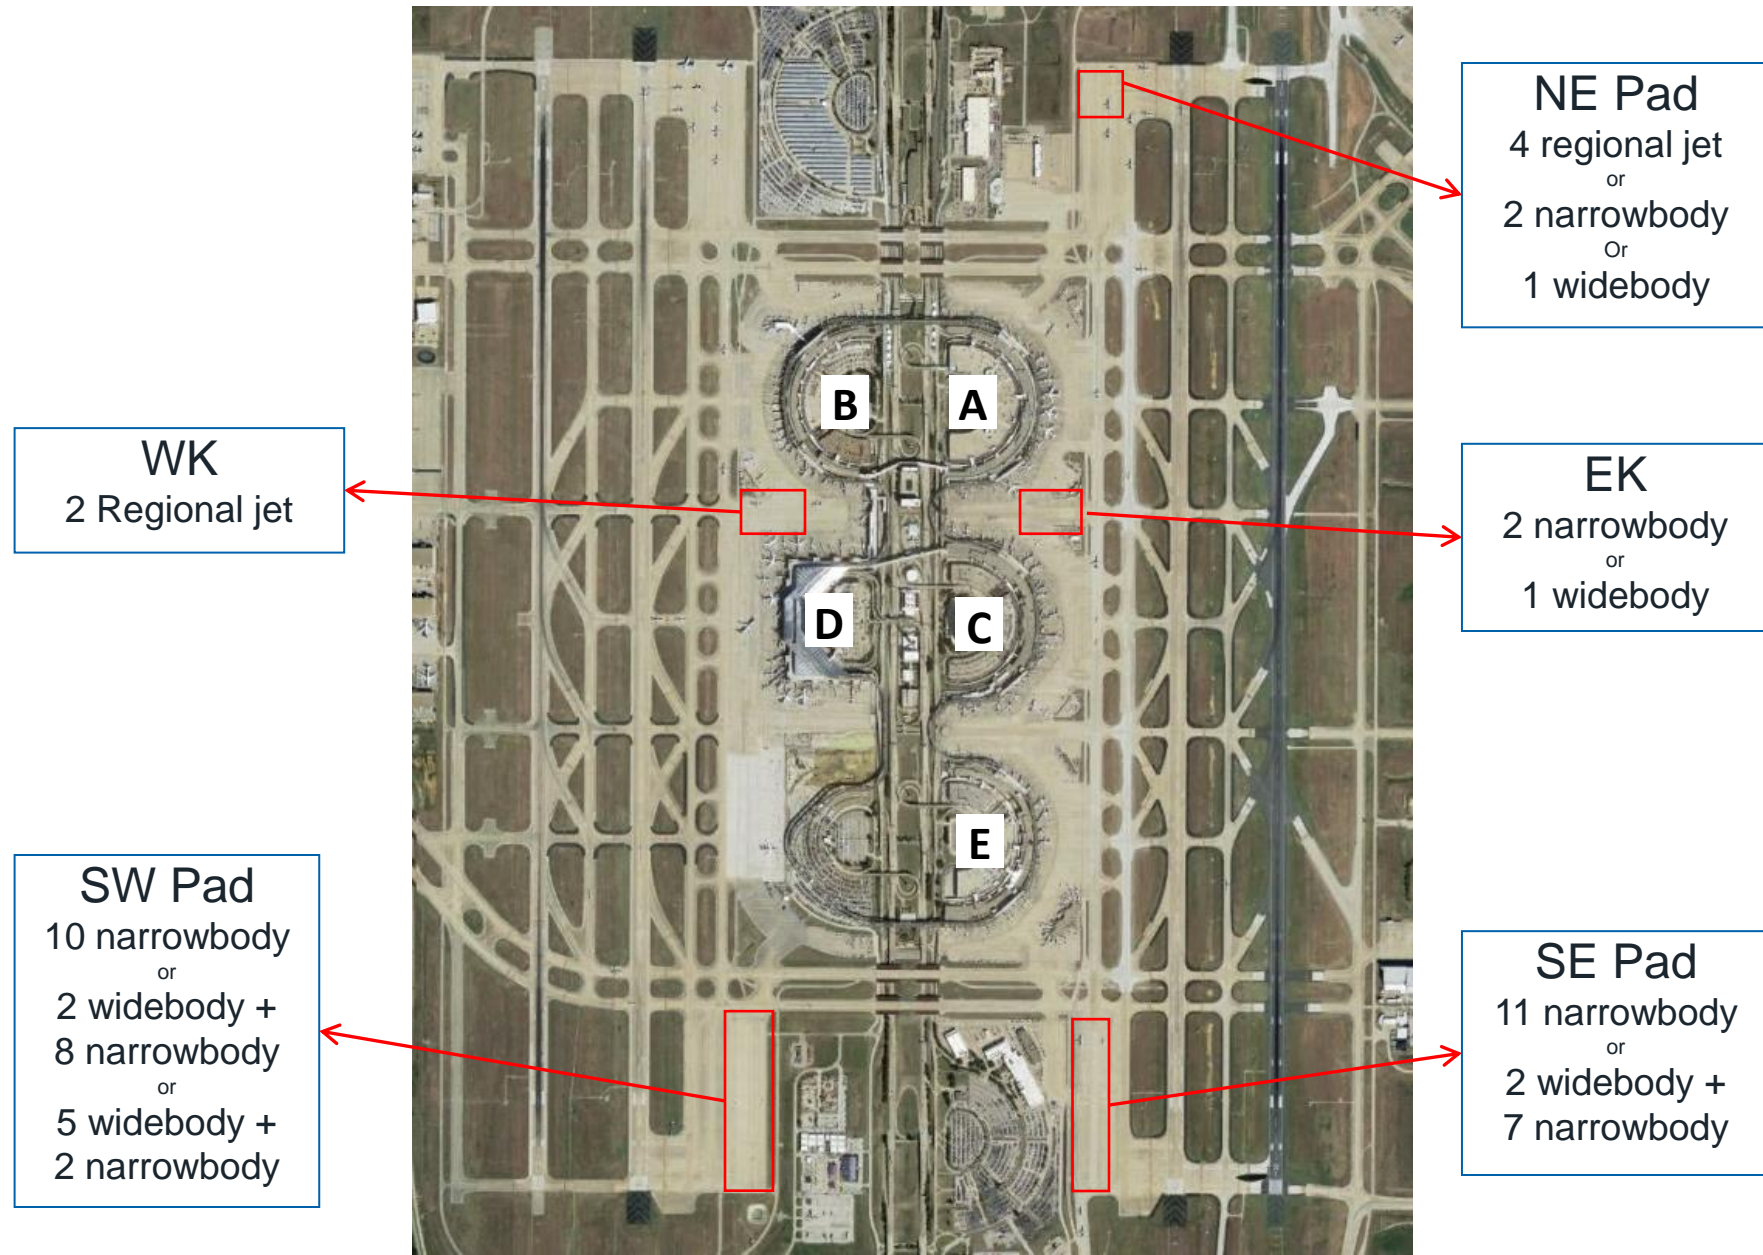 NE Pad
4 regional jet
or
2 narrowbody
Or
1 widebody
B
A
WK
2 Regional jet
EK
2 narrowbody
or
1 widebody
D
C
E
SW Pad
10 narrowbody
or
2 widebody +
8 narrowbody
or
5 widebody +
2 narrowbody
SE Pad
11 narrowbody
or
2 widebody +
7 narrowbody